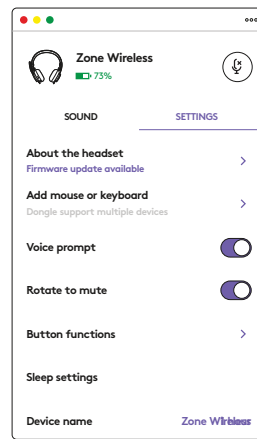 Zone Wireless
73%
SOUND SETTINGS
About the headset
Firmware update available
Add mouse or keyboard
Dongle support multiple devices
Voice prompt
Rotate to mute
Button functions
Sleep settings
Device name Zone